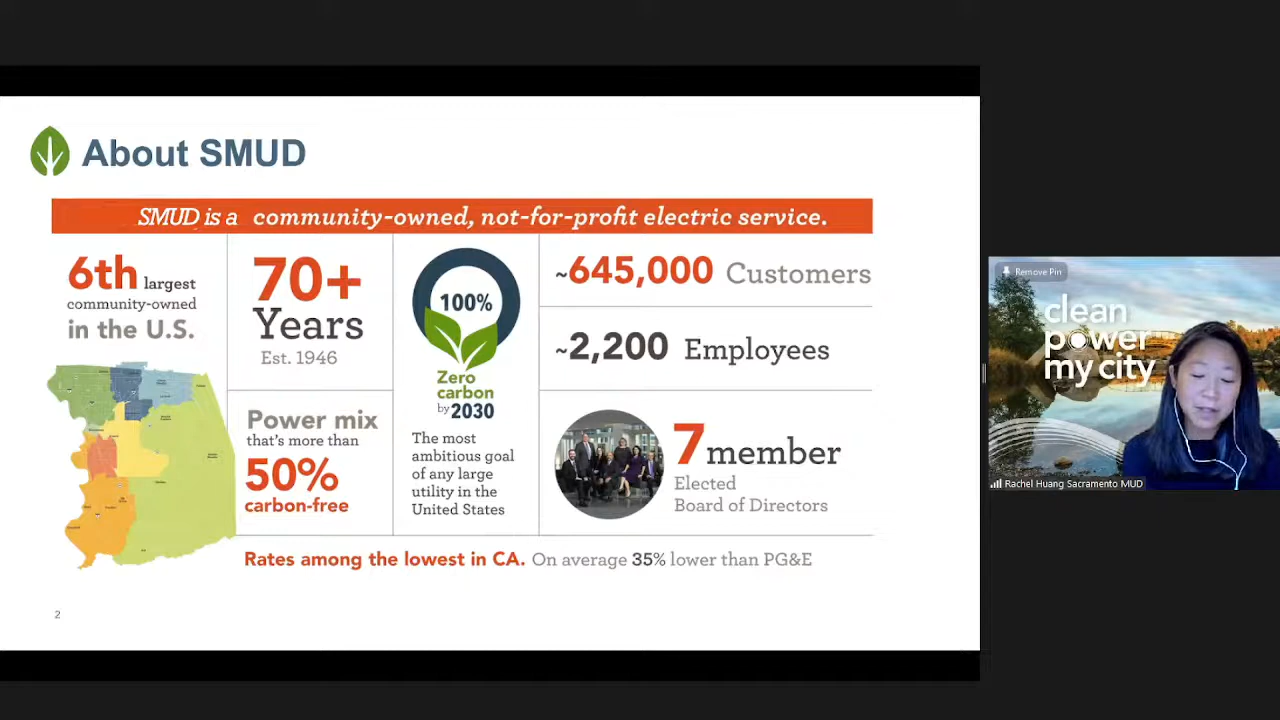 About SMUD
SMUD is a community-owned, not-for-profit electric service.
6th largest
community-owned
in the U.S.
70+
Years
Est. 1946
Power mix
that's more than
50%
carbon-free
100%
Zero
carbon
by 2030
The most
ambitious goal
of any large
utility in the
United States
~645,000 Customers
~2,200 Employees
7 member
Elected
Board of Directors
Rates among the lowest in CA. On average 35% lower than PG&E
2
Remove Pin
clean
power
my city
Rachel Huang Sacramento MUD